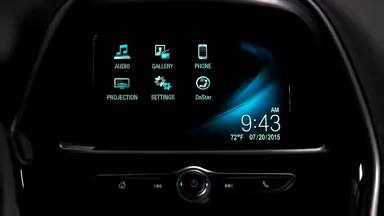 AUDIO GALLERY PHONE
PROJECTION SETTINGS OnStar
AM
9:43
72°F 07/20/2015